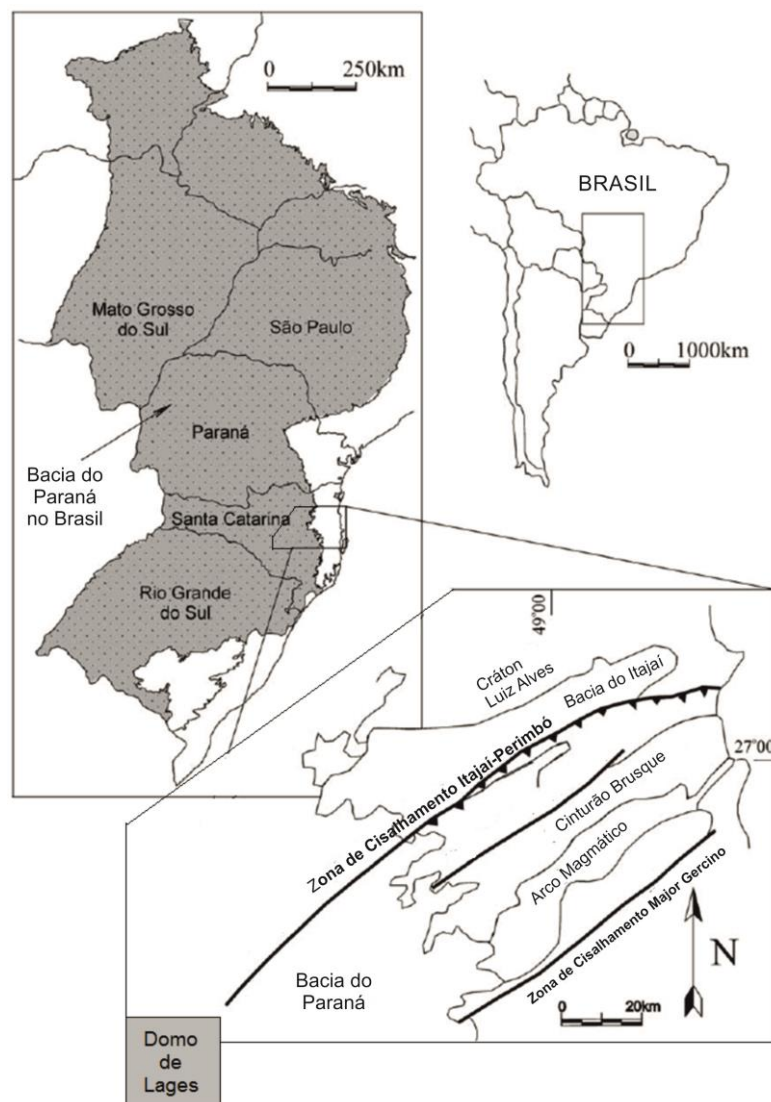 0 250km
BRASIL
0 1000km
Mato Grosso
do Sul
São Paulo
Paraná
Bacia do
Paraná
no Brasil
Santa Catarina
Rio Grande
do Sul
49°00'
27°00'
Cráton
Luiz Alves
Bacia do Itajaí
Zona de Cisalhamento Itajaí-Perimbó
Cinturão Brusque
Arco Magmático
Zona de Cisalhamento Major Gercino
N
Bacia do
Paraná
0 20km
Domo
de
Lages